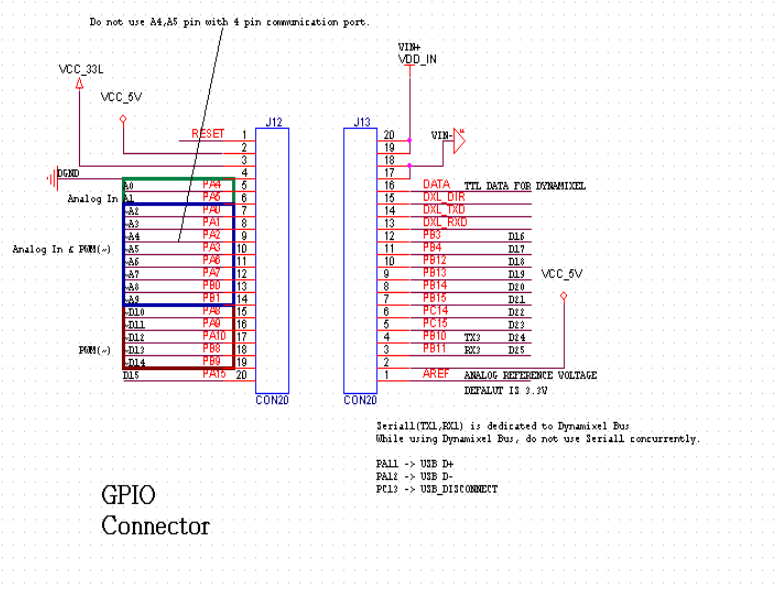 Do not use A4,A5 pin with 4 pin communication port.
VIN+
VDD_IN
VCC_33L
VCC_5V
J12
J13
RESET 1
2
3
DGND 4
A0 PA4 5
Analog In A1 PA5 6
~A2 PA0 7
~A3 PA1 8
~A4 PA2 9
Analog In & PWM(~) ~A5 PA3 10
~A6 PA6 11
~A7 PA7 12
~A8 PB0 13
~A9 PB1 14
~D10 PA8 15
~D11 PA9 16
~D12 PA10 17
PWM(~) ~D13 PB8 18
~D14 PB9 19
D15 PA15 20
CON20
20 VIN-
19
18
17
16 DATA TTL DATA FOR DYNAMIXEL
15 DXL_DIR
14 DXL_TXD
13 DXL_RXD
12 PB3 D16
11 PB4 D17
10 PB12 D18
9 PB13 D19 VCC_5V
8 PB14 D20
7 PB15 D21
6 PC14 D22
5 PC15 D23
4 PB10 TX3 D24
3 PB11 RX3 D25
2
1 AREF ANALOG REFERENCE VOLTAGE
DEFALUT IS 3.3V
CON20
Serial1(TX1,RX1) is dedicated to Dynamixel Bus
While using Dynamixel Bus, do not use Serial1 concurrently.
PA11 -> USB D+
PA12 -> USB D-
PC13 -> USB_DISCONNECT
GPIO
Connector